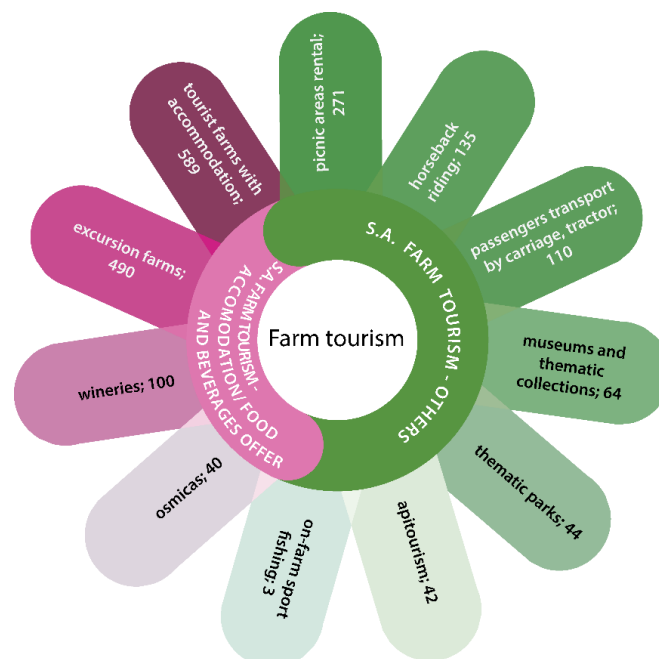 Farm tourism
S.A. FARM TOURISM - OTHERS
picnic areas rental;
271
horseback
riding; 135
passengers transport
by carriage, tractor;
110
museums and
thematic
collections; 64
thematic parks; 44
apitourism; 42
on-farm sport
fishing; 3
S.A. FARM TOURISM -
ACCOMODATION/ FOOD
AND BEVERAGES OFFER
osmicas; 40
wineries; 100
excursion farms;
490
tourist farms with
accommodation;
589